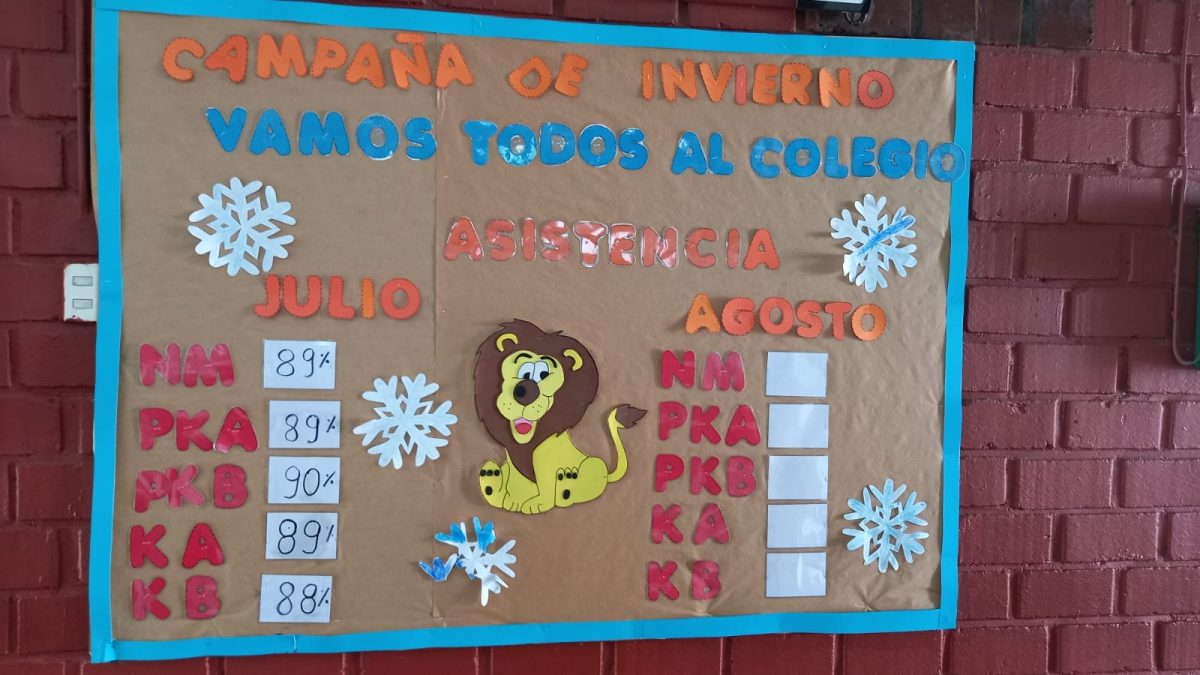 CAMPAÑA DE INVIERNO
VAMOS TODOS AL COLEGIO
ASISTENCIA
JULIO
NM 89%
PKA 89%
PKB 90%
KA 89%
KB 88%
AGOSTO
NM
PKA
PKB
KA
KB